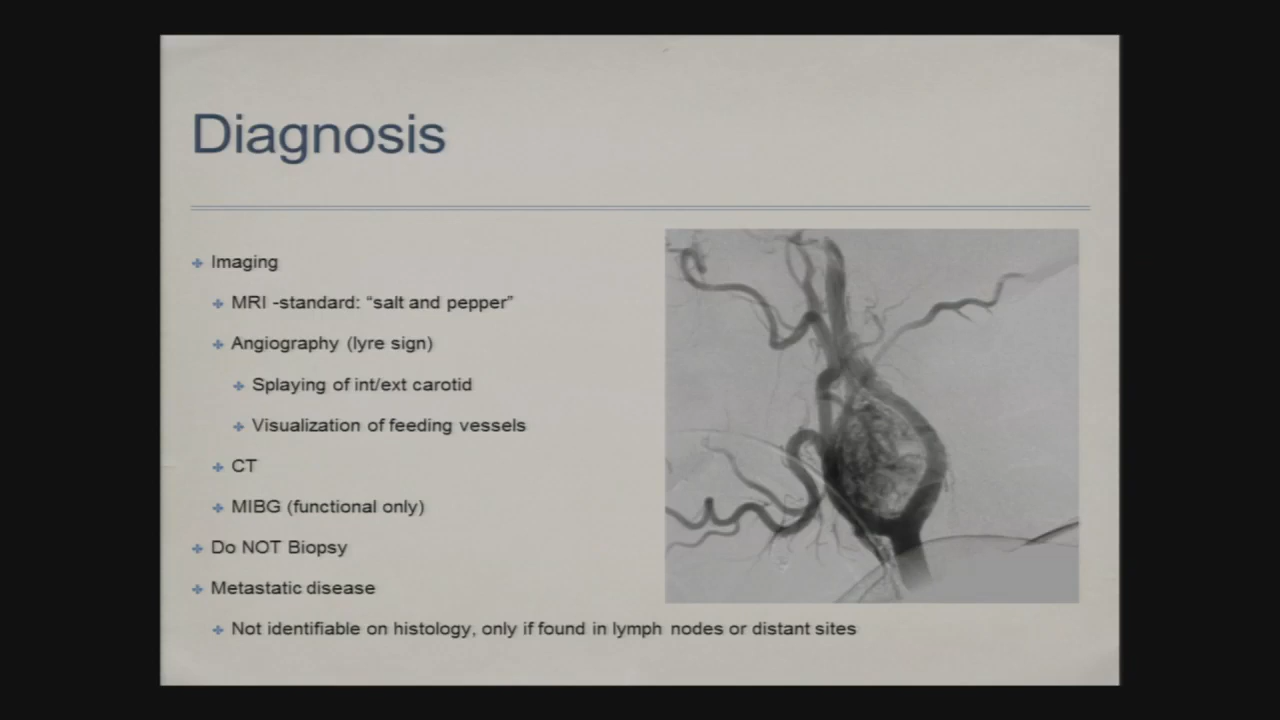 Diagnosis
Imaging
MRI -standard: “salt and pepper”
Angiography (lyre sign)
Splaying of int/ext carotid
Visualization of feeding vessels
CT
MIBG (functional only)
Do NOT Biopsy
Metastatic disease
Not identifiable on histology, only if found in lymph nodes or distant sites